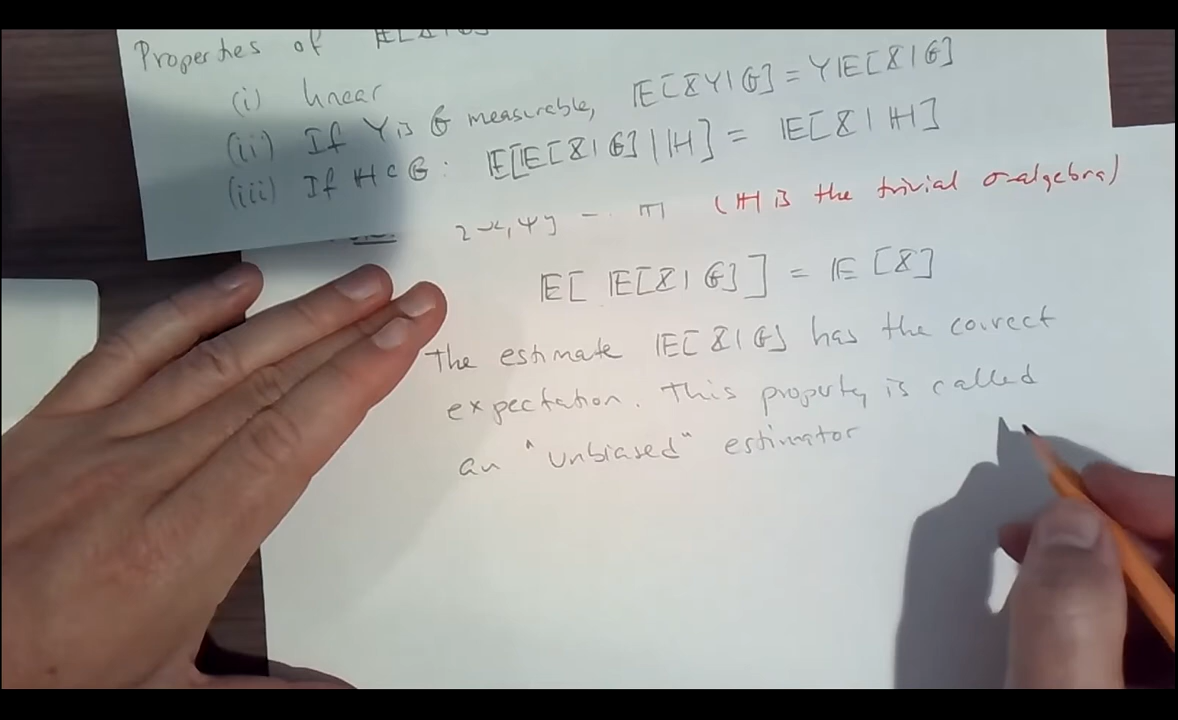 Properties of
(i) linear
(ii) If Y is G measurable, 𝔼[XY|G] = Y𝔼[X|G]
(iii) If H⊂G: 𝔼[𝔼[X|G]|H] = 𝔼[X|H]
(H is the trivial σ-algebra)
𝔼[ 𝔼[X|G] ] = 𝔼[X]
The estimate 𝔼[X|G] has the correct
expectation. This property is called
an "unbiased" estimator